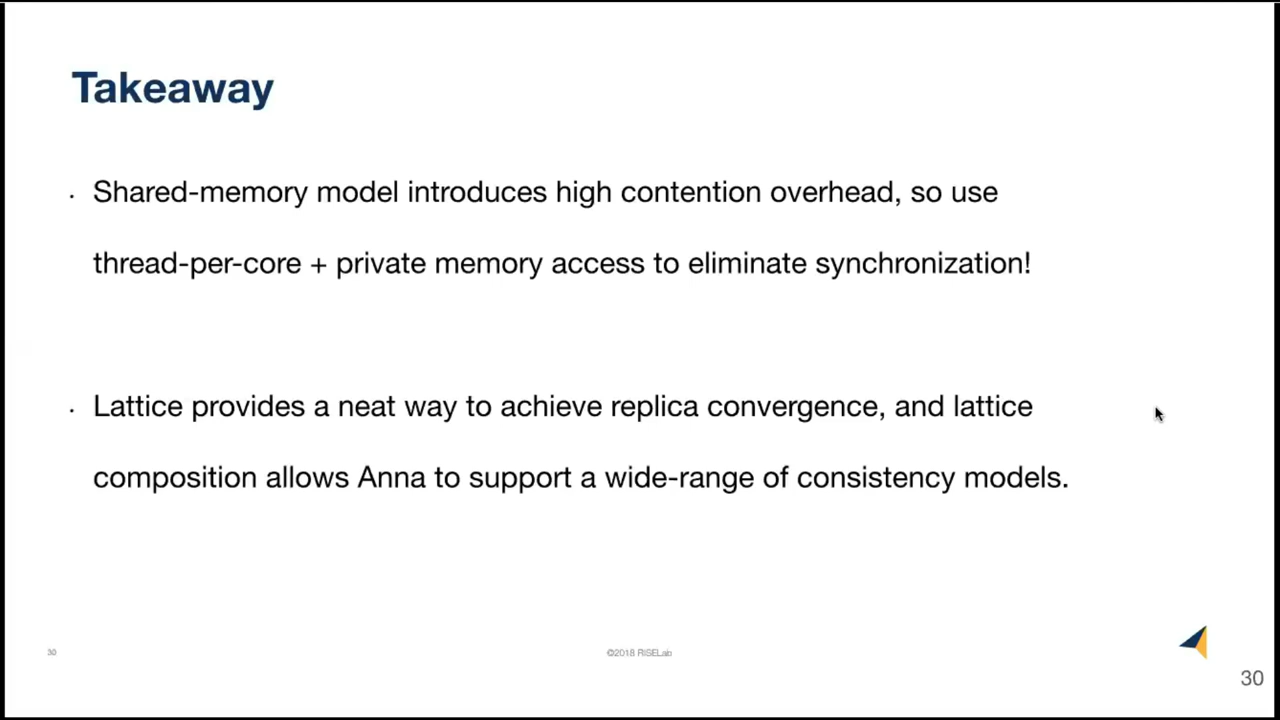 Takeaway
· Shared-memory model introduces high contention overhead, so use
thread-per-core + private memory access to eliminate synchronization!
· Lattice provides a neat way to achieve replica convergence, and lattice
composition allows Anna to support a wide-range of consistency models.
30
©2018 RISELab
30